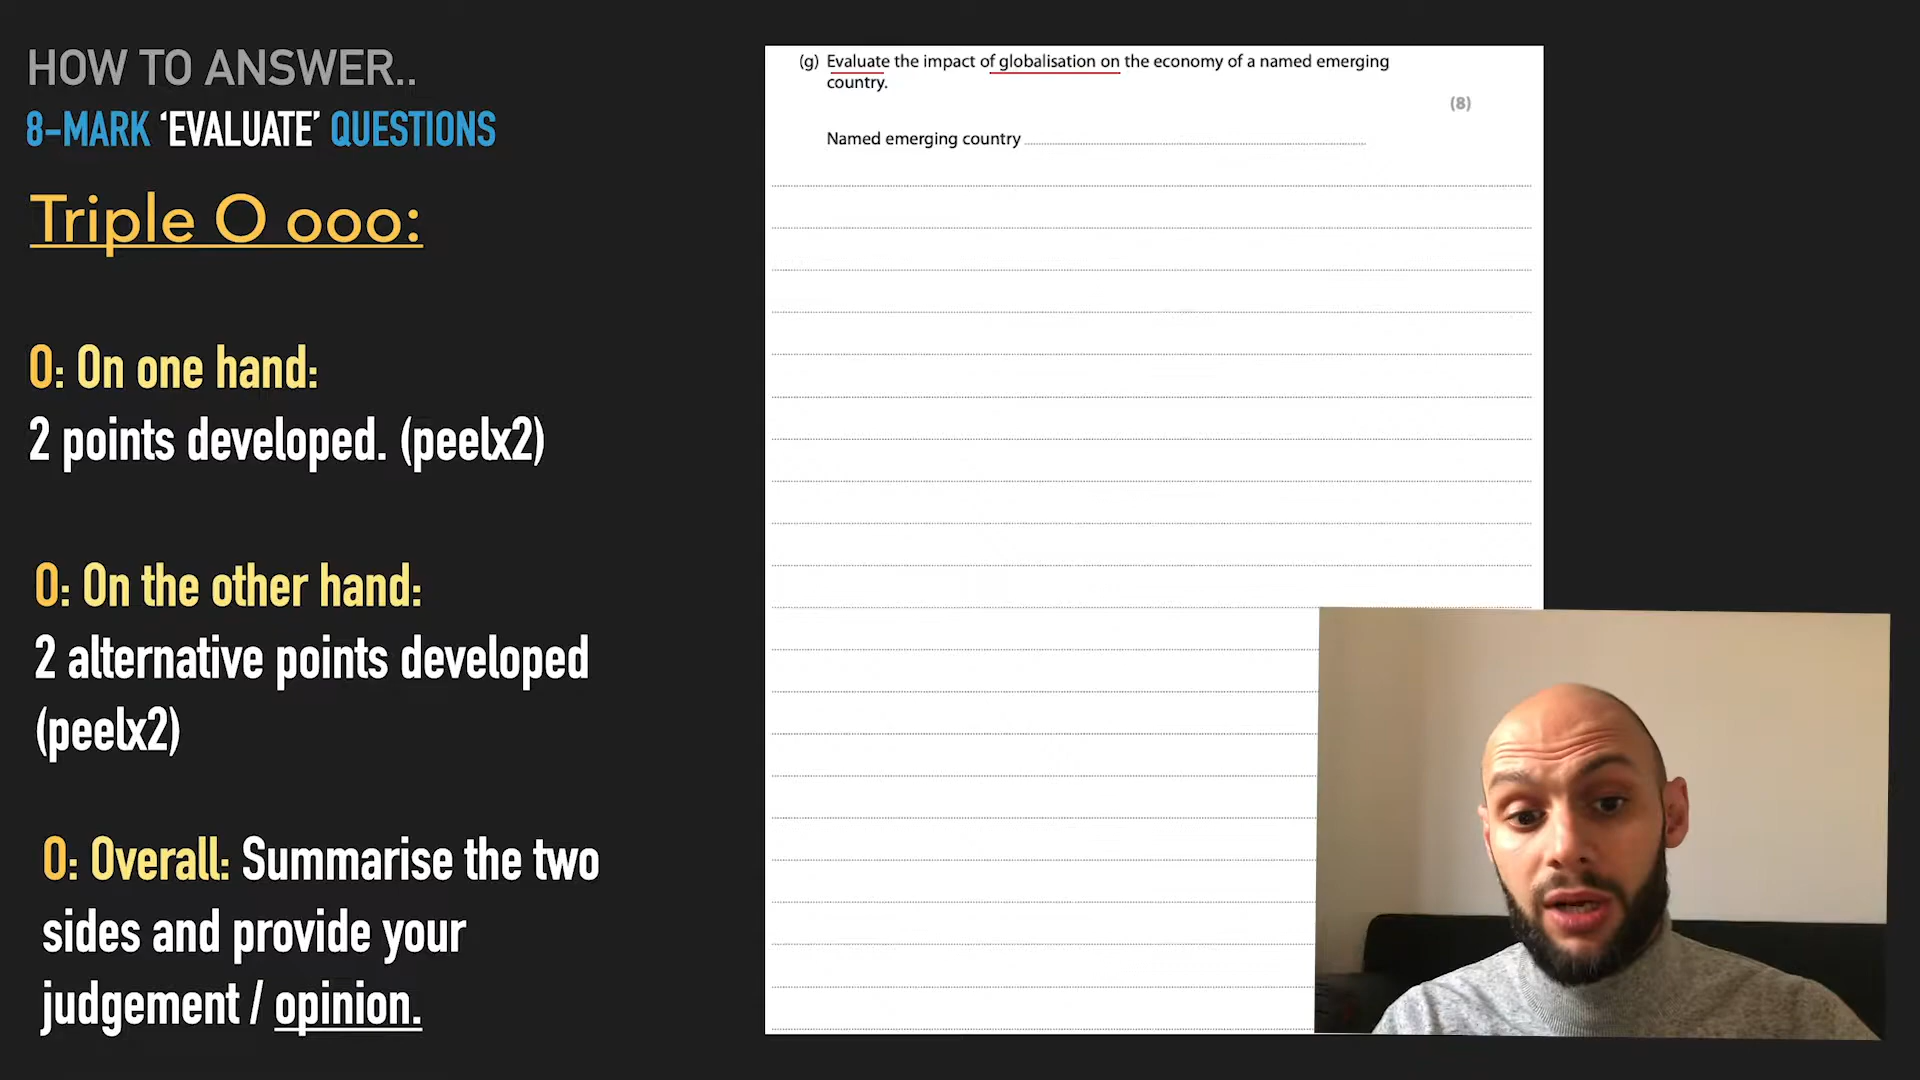 HOW TO ANSWER..
8-MARK ‘EVALUATE’ QUESTIONS
Triple O ooo:
O: On one hand:
2 points developed. (peelx2)
O: On the other hand:
2 alternative points developed
(peelx2)
O: Overall: Summarise the two
sides and provide your
judgement / opinion.
(g) Evaluate the impact of globalisation on the economy of a named emerging
country.
(8)
Named emerging country